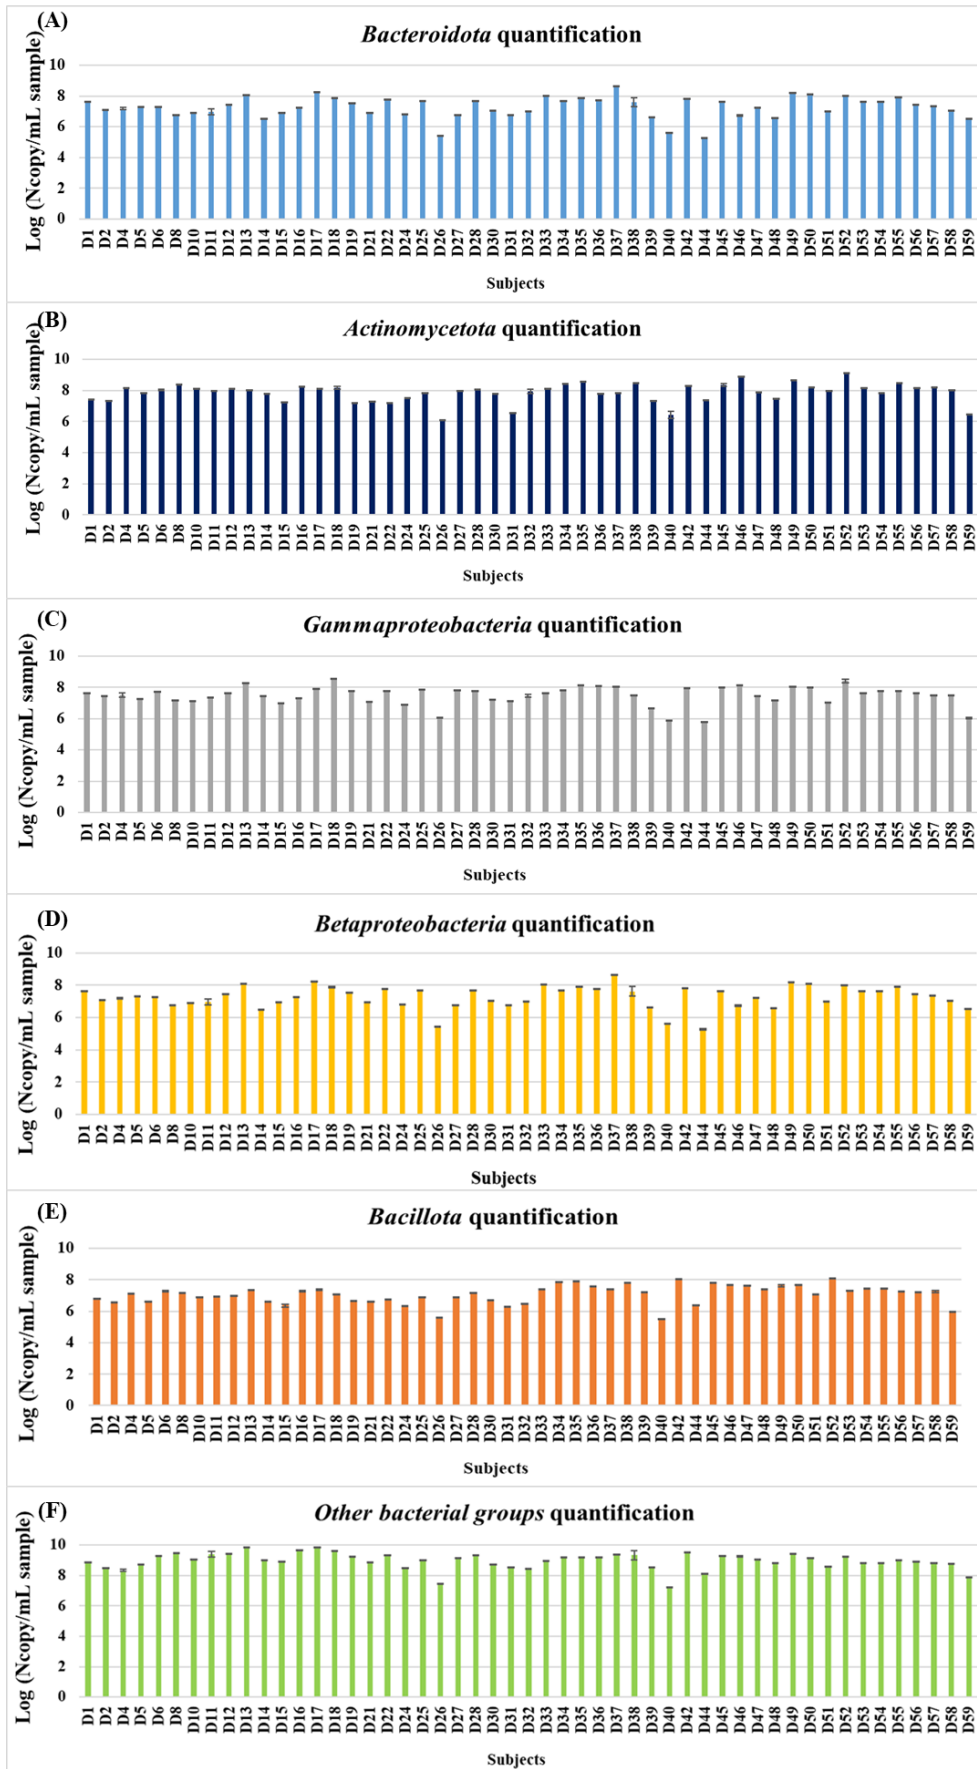 (A)
Bacteroidota quantification
Log (Ncopy/mL sample)
10
8
6
4
2
0
D1 D2 D4 D5 D6 D8 D10 D11 D12 D13 D14 D15 D16 D17 D18 D19 D21 D22 D24 D25 D26 D27 D28 D30 D31 D32 D33 D34 D35 D36 D37 D38 D39 D40 D42 D44 D45 D46 D47 D48 D49 D50 D51 D52 D53 D54 D55 D56 D57 D58 D59
Subjects
(B)
Actinomycetota quantification
Log (Ncopy/mL sample)
10
8
6
4
2
0
D1 D2 D4 D5 D6 D8 D10 D11 D12 D13 D14 D15 D16 D17 D18 D19 D21 D22 D24 D25 D26 D27 D28 D30 D31 D32 D33 D34 D35 D36 D37 D38 D39 D40 D42 D44 D45 D46 D47 D48 D49 D50 D51 D52 D53 D54 D55 D56 D57 D58 D59
Subjects
(C)
Gammaproteobacteria quantification
Log (Ncopy/mL sample)
10
8
6
4
2
0
D1 D2 D4 D5 D6 D8 D10 D11 D12 D13 D14 D15 D16 D17 D18 D19 D21 D22 D24 D25 D26 D27 D28 D30 D31 D32 D33 D34 D35 D36 D37 D38 D39 D40 D42 D44 D45 D46 D47 D48 D49 D50 D51 D52 D53 D54 D55 D56 D57 D58 D59
Subjects
(D)
Betaproteobacteria quantification
Log (Ncopy/mL sample)
10
8
6
4
2
0
D1 D2 D4 D5 D6 D8 D10 D11 D12 D13 D14 D15 D16 D17 D18 D19 D21 D22 D24 D25 D26 D27 D28 D30 D31 D32 D33 D34 D35 D36 D37 D38 D39 D40 D42 D44 D45 D46 D47 D48 D49 D50 D51 D52 D53 D54 D55 D56 D57 D58 D59
Subjects
(E)
Bacillota quantification
Log (Ncopy/mL sample)
10
8
6
4
2
0
D1 D2 D4 D5 D6 D8 D10 D11 D12 D13 D14 D15 D16 D17 D18 D19 D21 D22 D24 D25 D26 D27 D28 D30 D31 D32 D33 D34 D35 D36 D37 D38 D39 D40 D42 D44 D45 D46 D47 D48 D49 D50 D51 D52 D53 D54 D55 D56 D57 D58 D59
Subjects
(F)
Other bacterial groups quantification
Log (Ncopy/mL sample)
10
8
6
4
2
0
D1 D2 D4 D5 D6 D8 D10 D11 D12 D13 D14 D15 D16 D17 D18 D19 D21 D22 D24 D25 D26 D27 D28 D30 D31 D32 D33 D34 D35 D36 D37 D38 D39 D40 D42 D44 D45 D46 D47 D48 D49 D50 D51 D52 D53 D54 D55 D56 D57 D58 D59
Subjects